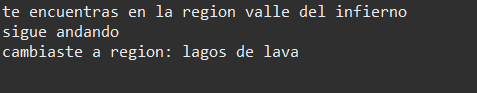 te encuentras en la region valle del infierno
sigue andando
cambiaste a region: lagos de lava